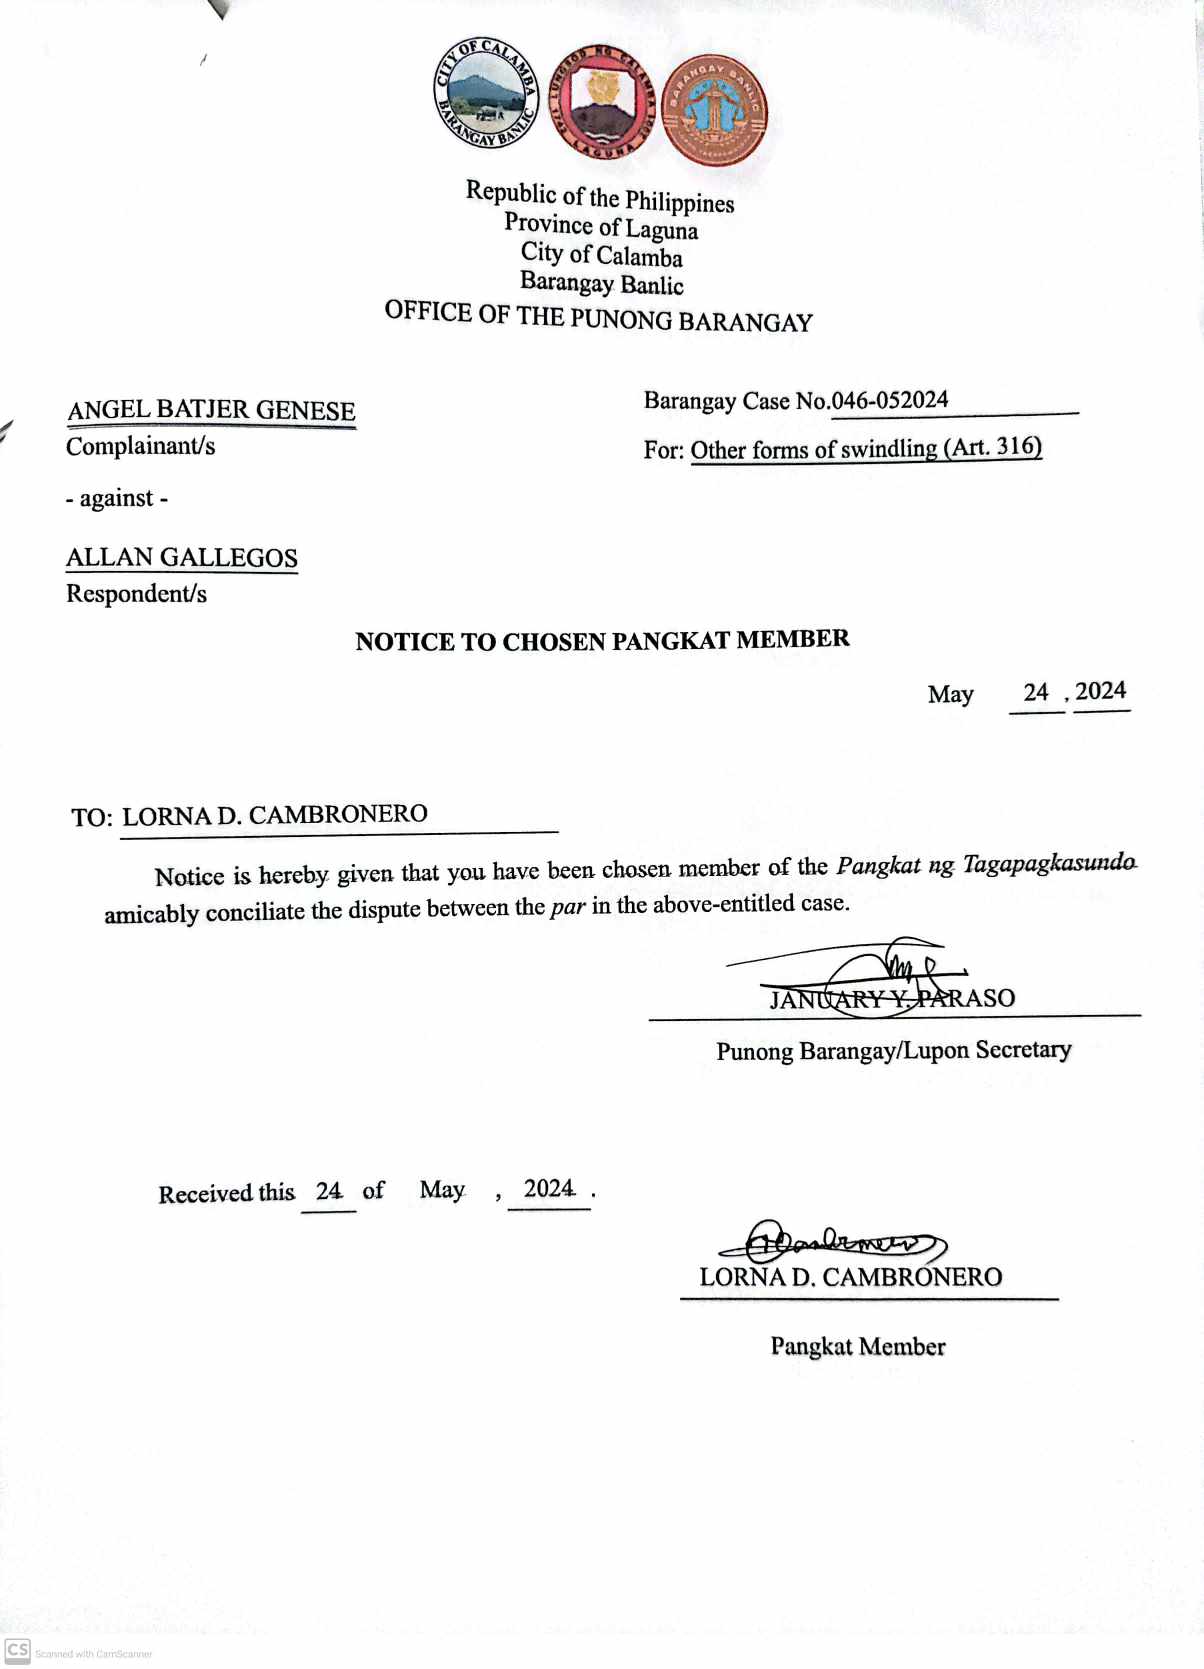 CITY OF CALAMBA
BARANGAY BANLIC
LUNGSOD NG CALAMBA
1742 LAGUNA 2001
BARANGAY BANLIC
Republic of the Philippines
Province of Laguna
City of Calamba
Barangay Banlic
OFFICE OF THE PUNONG BARANGAY
ANGEL BATJER GENESE
Complainant/s
Barangay Case No.046-052024
For: Other forms of swindling (Art. 316)
- against -
ALLAN GALLEGOS
Respondent/s
NOTICE TO CHOSEN PANGKAT MEMBER
May 24 , 2024
TO: LORNA D. CAMBRONERO
Notice is hereby given that you have been chosen member of the Pangkat ng Tagapagkasundo
amicably conciliate the dispute between the par in the above-entitled case.
JANUARY Y. PARASO
Punong Barangay/Lupon Secretary
Received this 24 of May , 2024 .
LORNA D. CAMBRONERO
Pangkat Member
CS Scanned with CamScanner